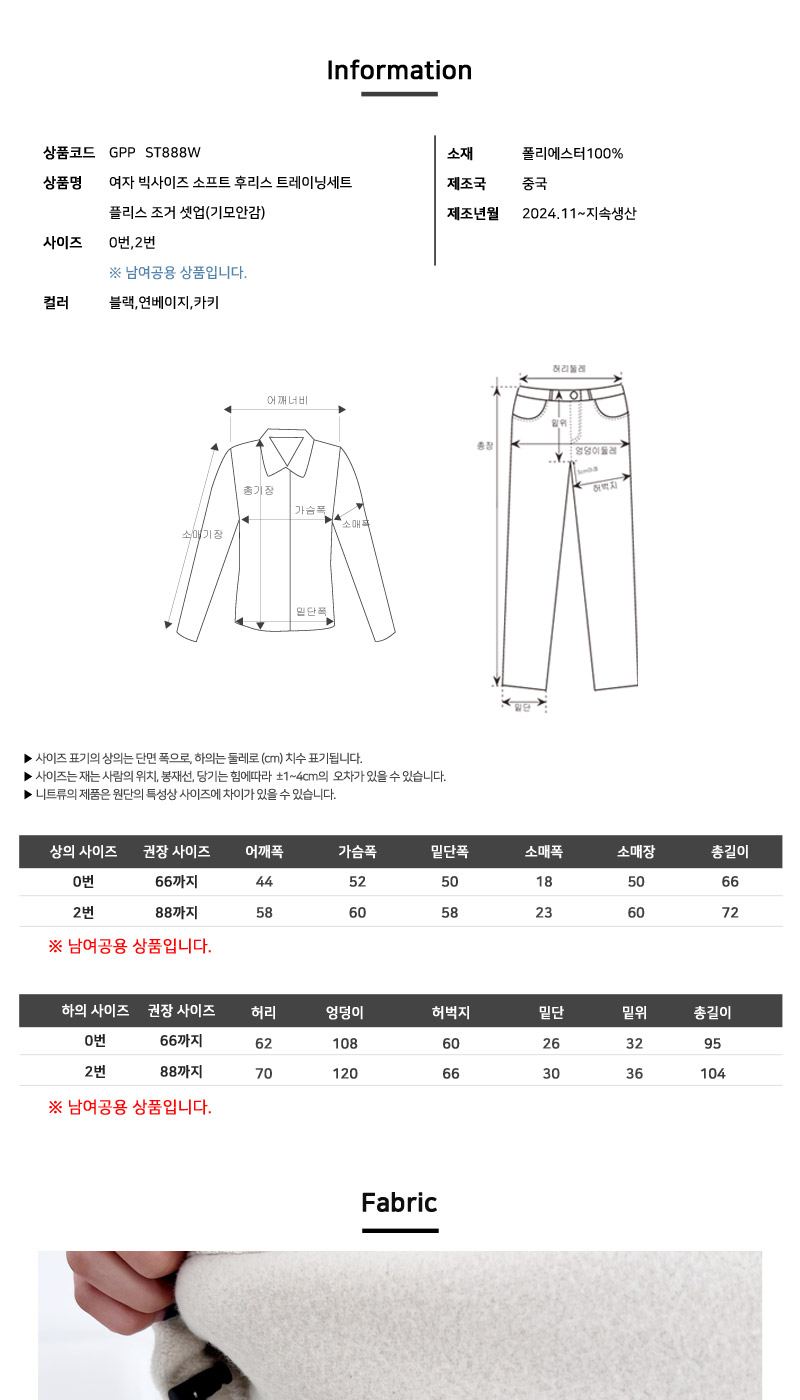 Information
상품코드 GPP ST888W
상품명 여자 빅사이즈 소프트 후리스 트레이닝세트
플리스 조거 셋업(기모안감)
사이즈 0번,2번
※ 남여공용 상품입니다.
컬러 블랙,연베이지,카키
소재 폴리에스터100%
제조국 중국
제조년월 2024.11~지속생산
어깨너비
총기장
가슴폭
소매폭
소매기장
밑단폭
허리둘레
총장
밑위
엉덩이둘레
허벅지
밑단
▶ 사이즈 표기의 상의는 단면 폭으로, 하의는 둘레로 (cm) 치수 표기됩니다.
▶ 사이즈는 재는 사람의 위치, 봉재선, 당기는 힘에따라 ±1~4cm의 오차가 있을 수 있습니다.
▶ 니트류의 제품은 원단의 특성상 사이즈에 차이가 있을 수 있습니다.
상의 사이즈 권장 사이즈 어깨폭 가슴폭 밑단폭 소매폭 소매장 총길이
0번 66까지 44 52 50 18 50 66
2번 88까지 58 60 58 23 60 72
※ 남여공용 상품입니다.
하의 사이즈 권장 사이즈 허리 엉덩이 허벅지 밑단 밑위 총길이
0번 66까지 62 108 60 26 32 95
2번 88까지 70 120 66 30 36 104
※ 남여공용 상품입니다.
Fabric